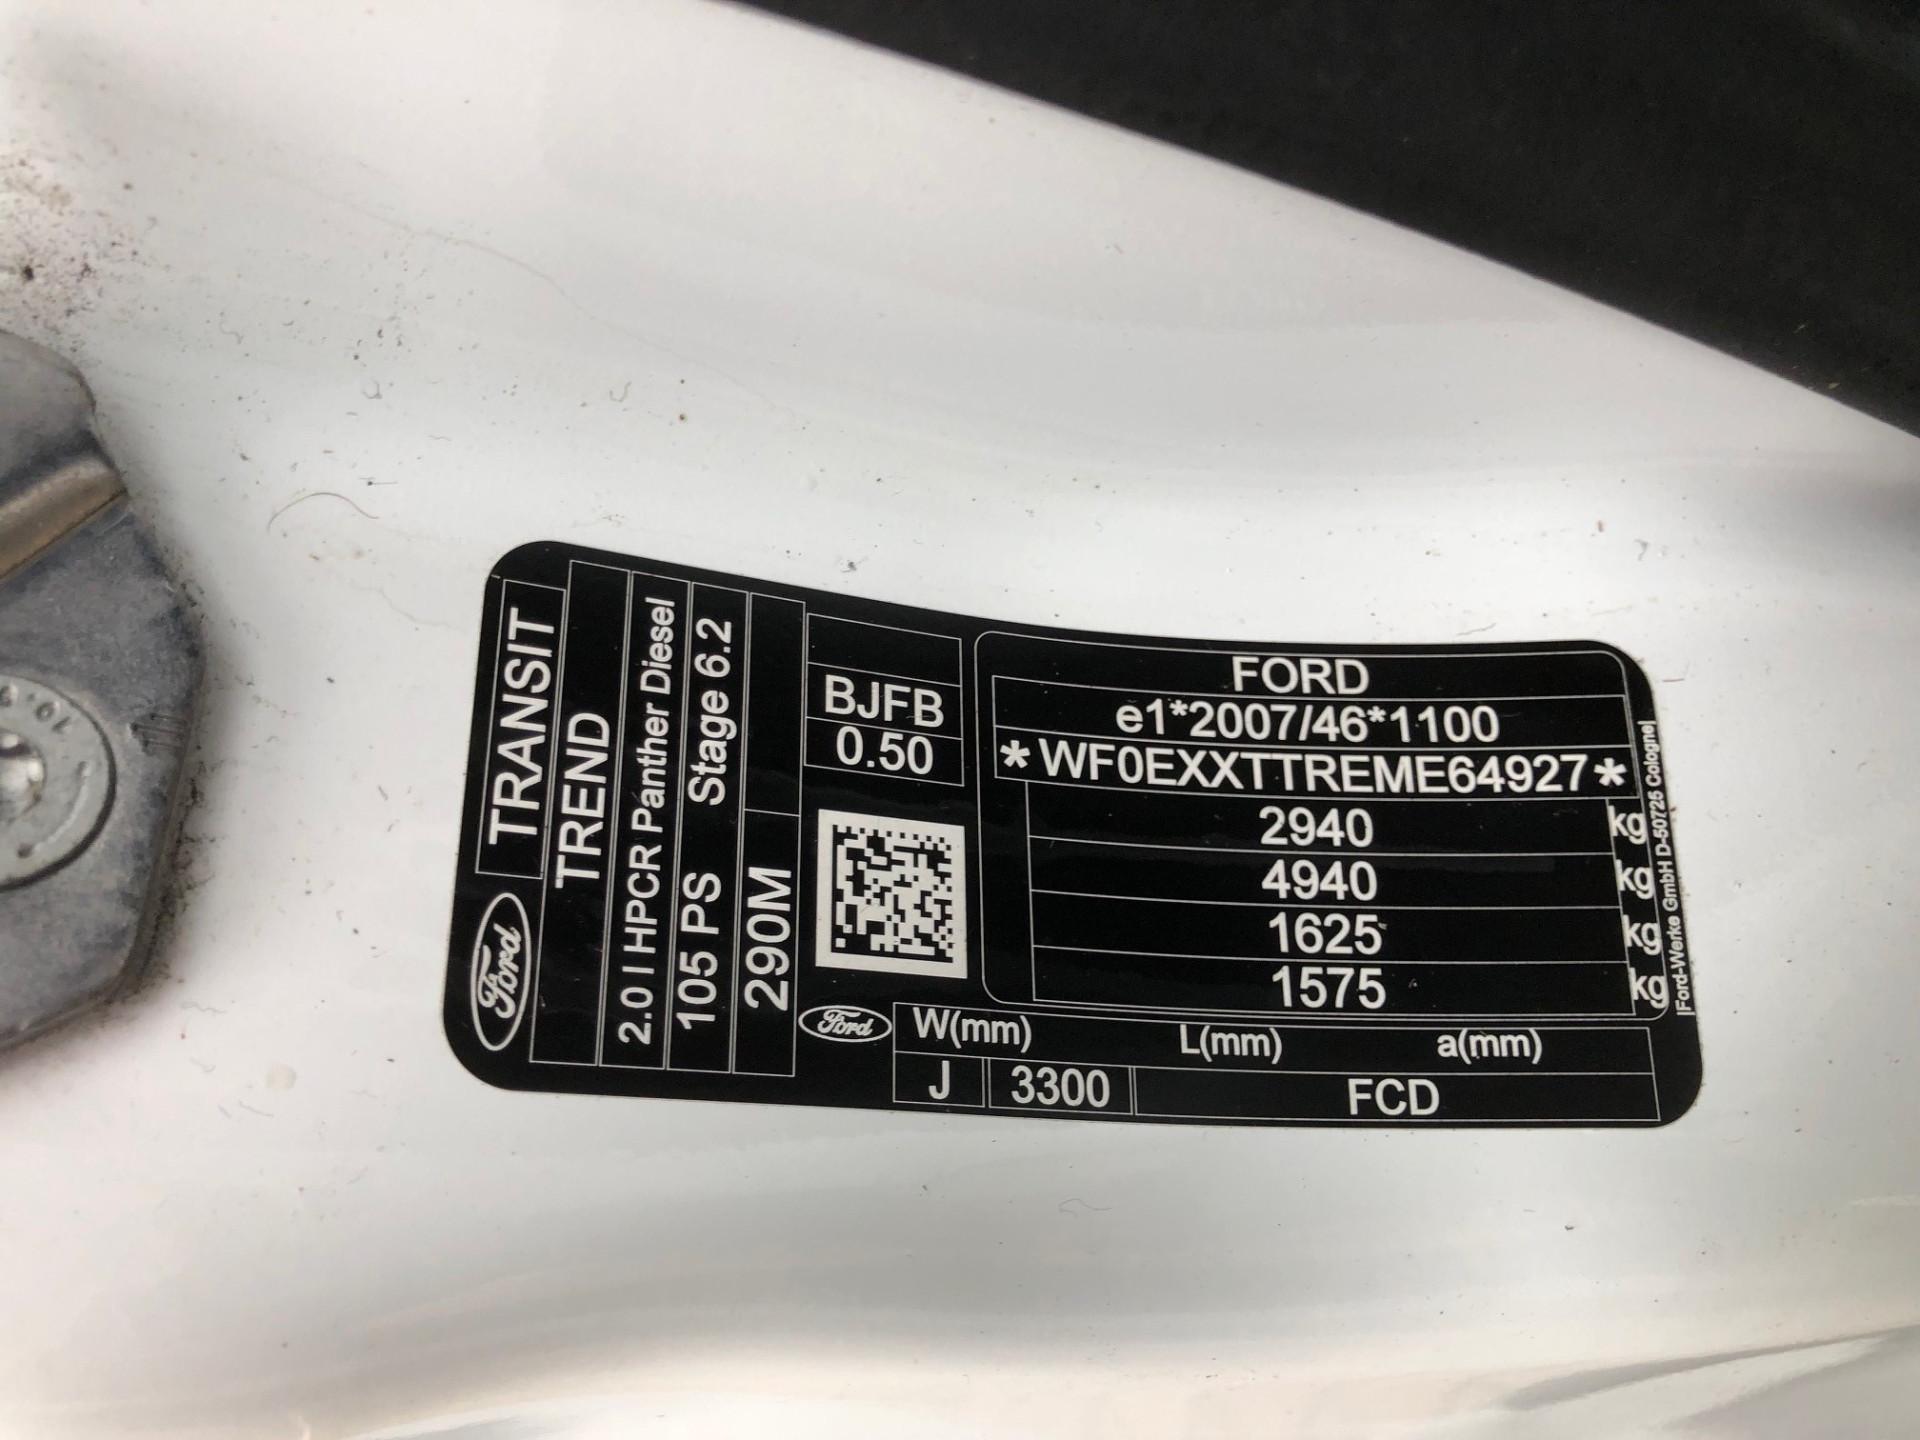 Ford
TRANSIT
TREND
2.0 l HPCR Panther Diesel
105 PS Stage 6.2
290M
BJFB
0.50
Ford
FORD
e1*2007/46*1100
*WF0EXXTTREME64927*
2940 kg
4940 kg
1625 kg
1575 kg
Ford-Werke GmbH D-50725 Cologne
W(mm) L(mm) a(mm)
J 3300 FCD